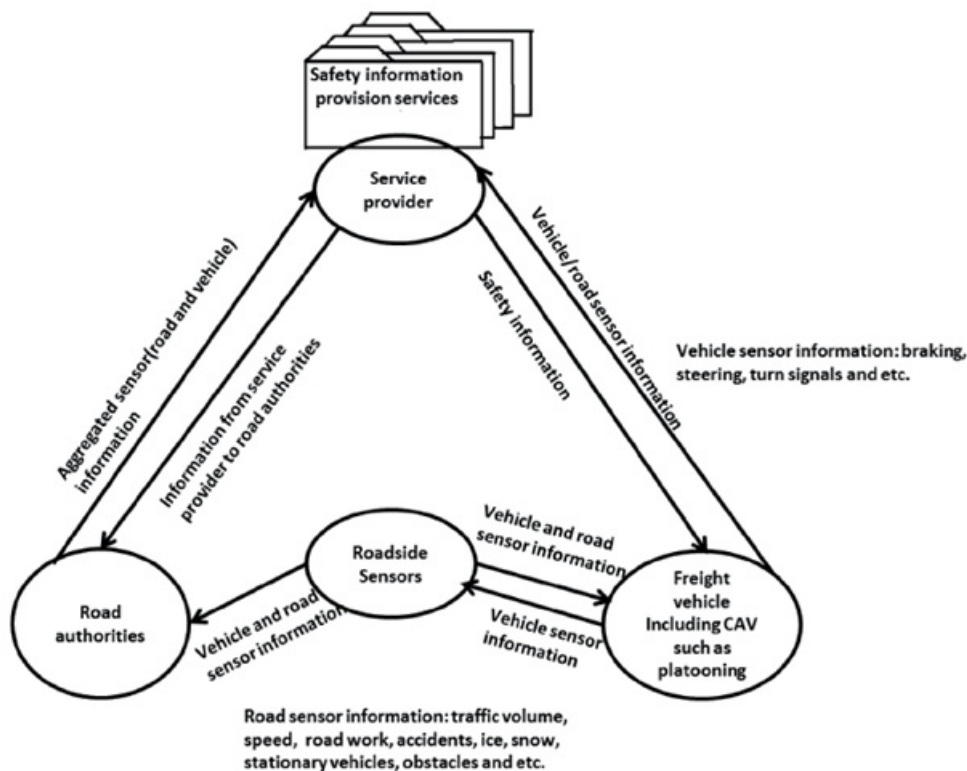 Safety information
provision services
Service
provider
Aggregated sensor(road and vehicle)
information
Information from service
provider to road authorities
Safety information
Vehicle/road sensor information
Vehicle sensor information: braking,
steering, turn signals and etc.
Road
authorities
Roadside
Sensors
Vehicle and road
sensor information
Vehicle and road
sensor information
Vehicle sensor
information
Freight
vehicle
Including CAV
such as
platooning
Road sensor information: traffic volume,
speed, road work, accidents, ice, snow,
stationary vehicles, obstacles and etc.